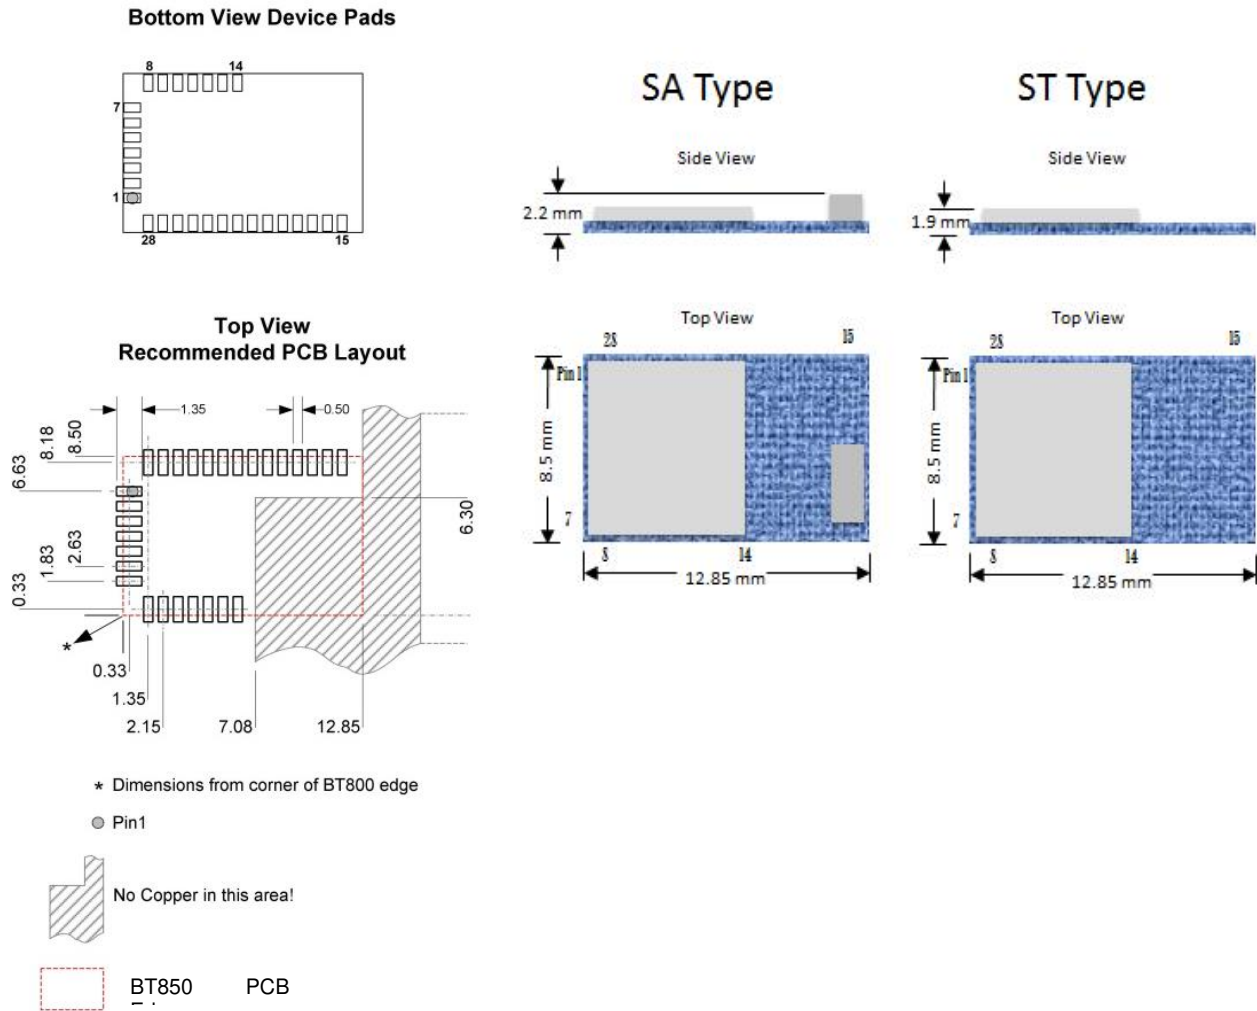 Bottom View Device Pads
8
14
7
1
28
15
Top View
Recommended PCB Layout
1.35
0.50
8.50
8.18
6.63
6.30
2.63
1.83
0.33
*
0.33
1.35
2.15
7.08
12.85
* Dimensions from corner of BT800 edge
Pin1
No Copper in this area!
BT850 PCB
SA Type
Side View
2.2 mm
Top View
28
15
Pin 1
8.5 mm
7
8
14
12.85 mm
ST Type
Side View
1.9 mm
Top View
28
15
Pin 1
8.5 mm
7
8
14
12.85 mm